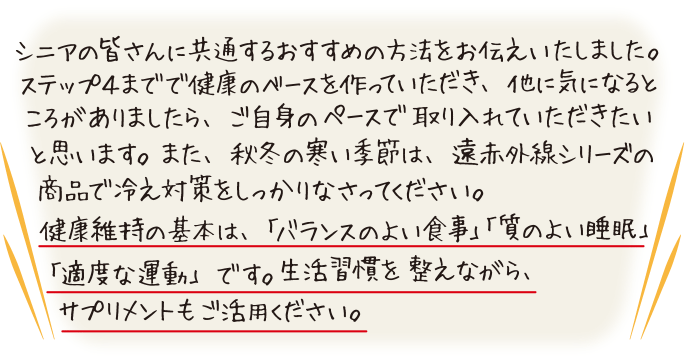 シニアの皆さんに共通するおすすめの方法をお伝えいたしました。
ステップ4までで健康のベースを作っていただき、他に気になると
ころがありましたら、ご自身のペースで取り入れていただきたい
と思います。また、秋冬の寒い季節は、遠赤外線シリーズの
商品で冷え対策をしっかりなさってください。
健康維持の基本は、「バランスのよい食事」「質のよい睡眠」
「適度な運動」です。生活習慣を整えながら、
サプリメントもご活用ください。